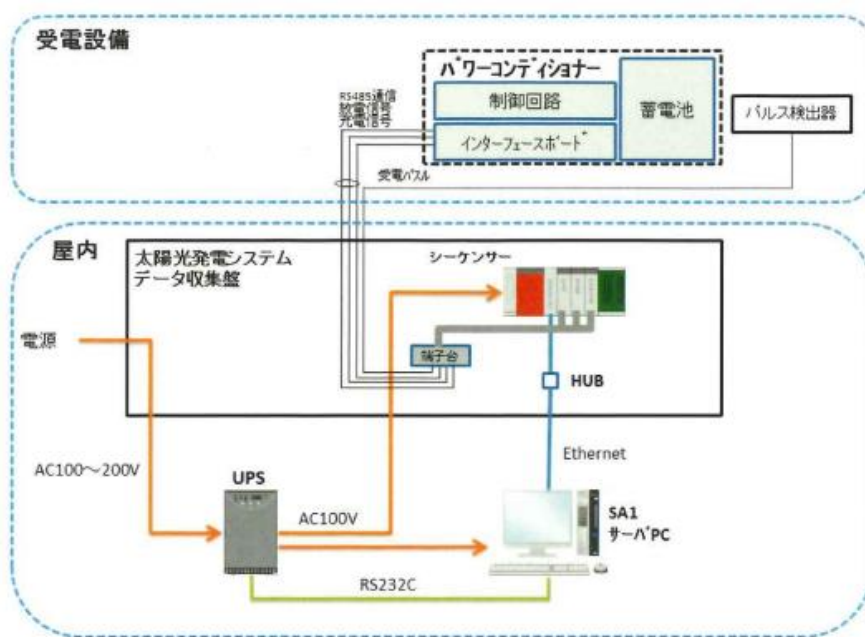 受電設備
パワーコンディショナー
制御回路
インターフェースボード
蓄電池
パルス検出器
RS485通信
放電信号
充電信号
受電パスル
屋内
太陽光発電システム
データ収集盤
シーケンサー
電源
端子台
HUB
Ethernet
AC100～200V
UPS
AC100V
SA1
サーバPC
RS232C